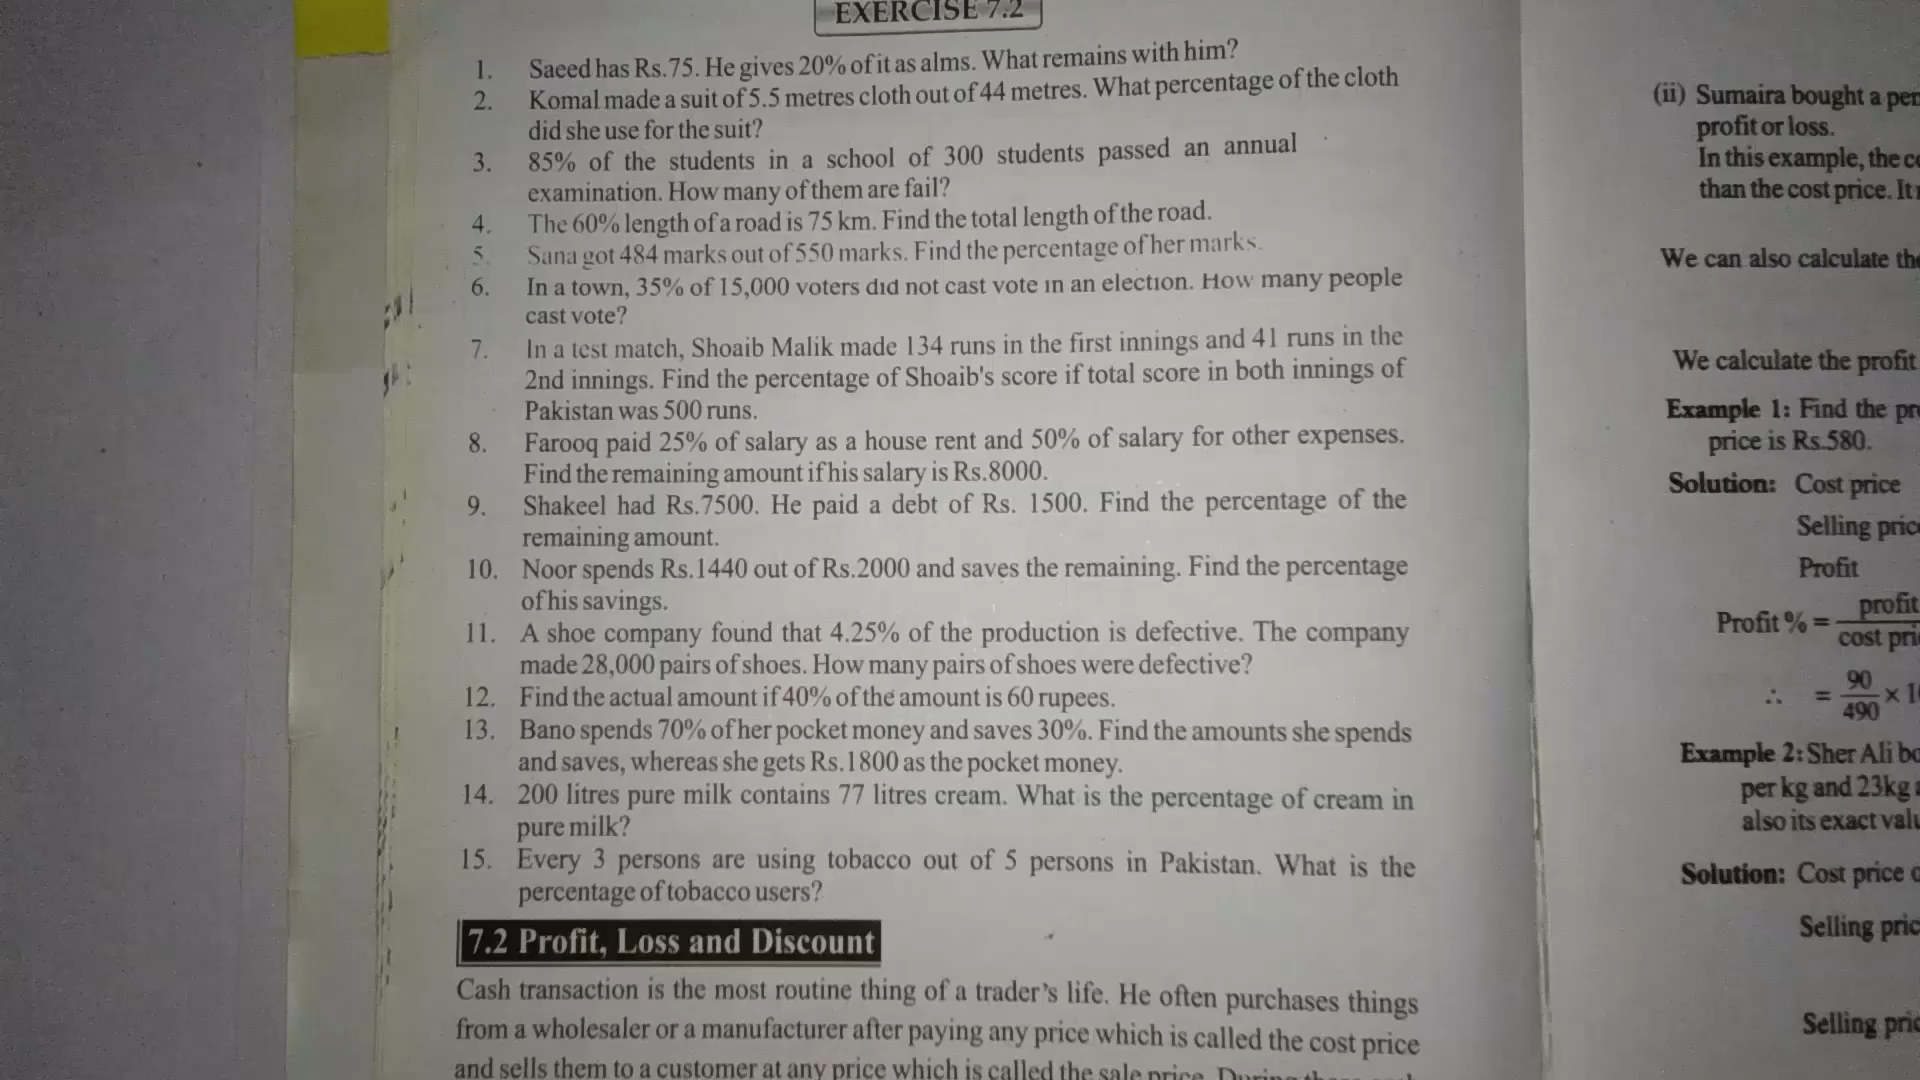 EXERCISE 7.2
1. Saeed has Rs.75. He gives 20% of it as alms. What remains with him?
2. Komal made a suit of 5.5 metres cloth out of 44 metres. What percentage of the cloth
did she use for the suit?
3. 85% of the students in a school of 300 students passed an annual
examination. How many of them are fail?
4. The 60% length of a road is 75 km. Find the total length of the road.
5. Sana got 484 marks out of 550 marks. Find the percentage of her marks.
6. In a town, 35% of 15,000 voters did not cast vote in an election. How many people
cast vote?
7. In a test match, Shoaib Malik made 134 runs in the first innings and 41 runs in the
2nd innings. Find the percentage of Shoaib's score if total score in both innings of
Pakistan was 500 runs.
8. Farooq paid 25% of salary as a house rent and 50% of salary for other expenses.
Find the remaining amount if his salary is Rs.8000.
9. Shakeel had Rs.7500. He paid a debt of Rs. 1500. Find the percentage of the
remaining amount.
10. Noor spends Rs.1440 out of Rs.2000 and saves the remaining. Find the percentage
of his savings.
11. A shoe company found that 4.25% of the production is defective. The company
made 28,000 pairs of shoes. How many pairs of shoes were defective?
12. Find the actual amount if 40% of the amount is 60 rupees.
13. Bano spends 70% of her pocket money and saves 30%. Find the amounts she spends
and saves, whereas she gets Rs.1800 as the pocket money.
14. 200 litres pure milk contains 77 litres cream. What is the percentage of cream in
pure milk?
15. Every 3 persons are using tobacco out of 5 persons in Pakistan. What is the
percentage of tobacco users?
7.2 Profit, Loss and Discount
Cash transaction is the most routine thing of a trader's life. He often purchases things
from a wholesaler or a manufacturer after paying any price which is called the cost price
and sells them to a customer at any price which is called the sale price.
(ii) Sumaira bought a
profit or loss.
In this example, the
than the cost price. It
We can also calculate
We calculate the profit
Example 1: Find the
price is Rs.580.
Solution: Cost price
Selling
Profit
Profit % = profit
cost
∴ = 90
490 ×
Example 2: Sher Ali
per kg and 23kg
also its exact
Solution: Cost price
Selling
Selling